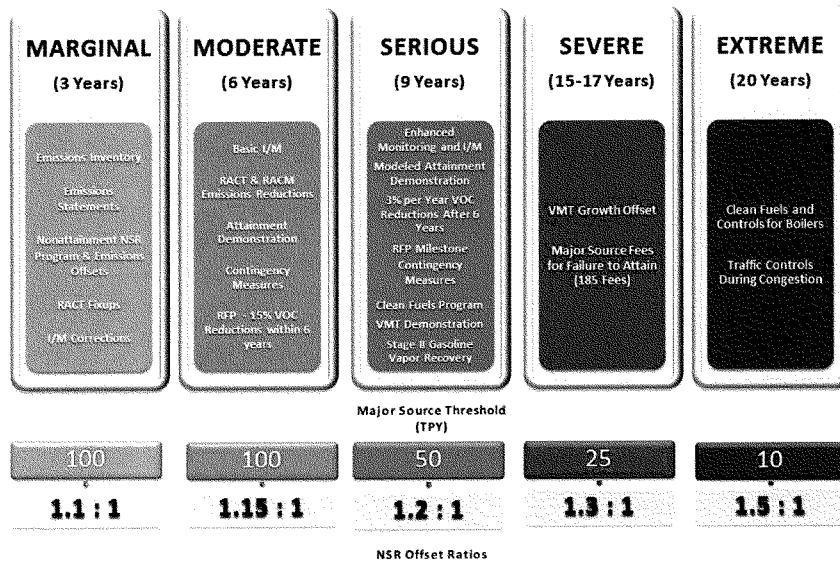 MARGINAL
(3 Years)
Emissions Inventory
Emissions
Statements
Nonattainment NSR
Program & Emissions
Offsets
RACT Fixups
I/M Corrections
MODERATE
(6 Years)
Basic I/M
RACT & RACM
Emissions Reductions
Attainment
Demonstration
Contingency
Measures
RFP - 15% VOC
Reductions within 6
years
SERIOUS
(9 Years)
Enhanced
Monitoring and I/M
Modeled Attainment
Demonstration
3% per Year VOC
Reductions After 6
Years
RFP Milestone
Contingency
Measures
Clean Fuels Program
VMT Demonstration
Stage II Gasoline
Vapor Recovery
SEVERE
(15-17 Years)
VMT Growth Offset
Major Source Fees
for Failure to Attain
(185 Fees)
EXTREME
(20 Years)
Clean Fuels and
Controls for Boilers
Traffic Controls
During Congestion
Major Source Threshold
(TPY)
100
100
50
25
10
1.1 : 1
1.15 : 1
1.2 : 1
1.3 : 1
1.5 : 1
NSR Offset Ratios